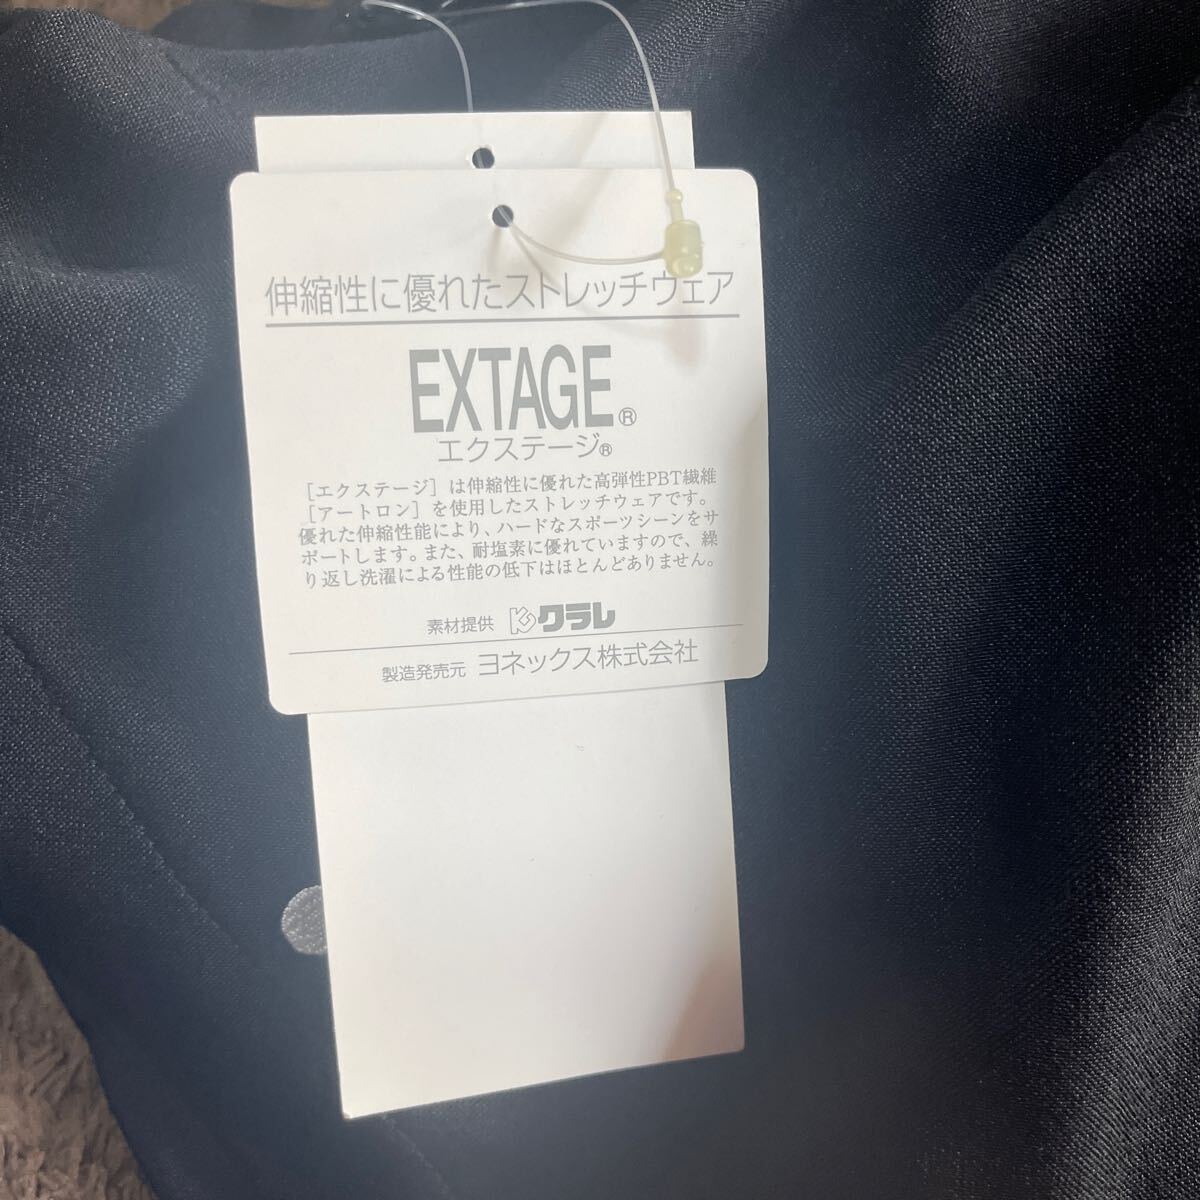 伸縮性に優れたストレッチウェア
EXTAGE®
エクステージ®
[エクステージ] は伸縮性に優れた高弾性PBT繊維
[アートロン] を使用したストレッチウェアです。
優れた伸縮性能により、ハードなスポーツシーンをサ
ポートします。また、耐塩素に優れていますので、繰
り返し洗濯による性能の低下はほとんどありません。
素材提供 クラレ
製造発売元 ヨネックス株式会社